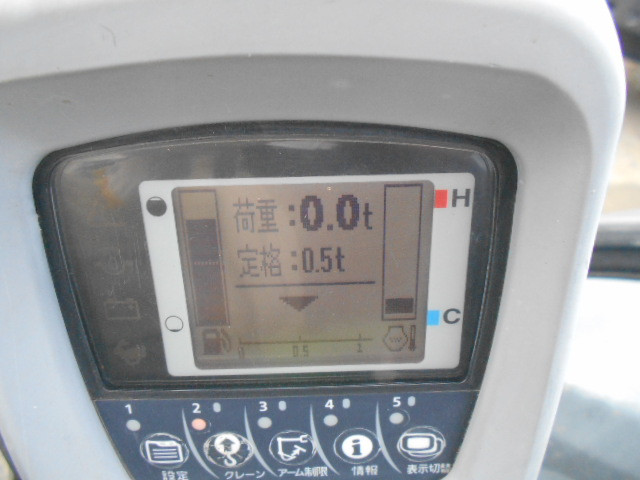 荷重:0.0t
H
定格:0.5t
C
0 0.5 1
1 2 3 4 5
設定 クレーン アーム制限 情報 表示切替